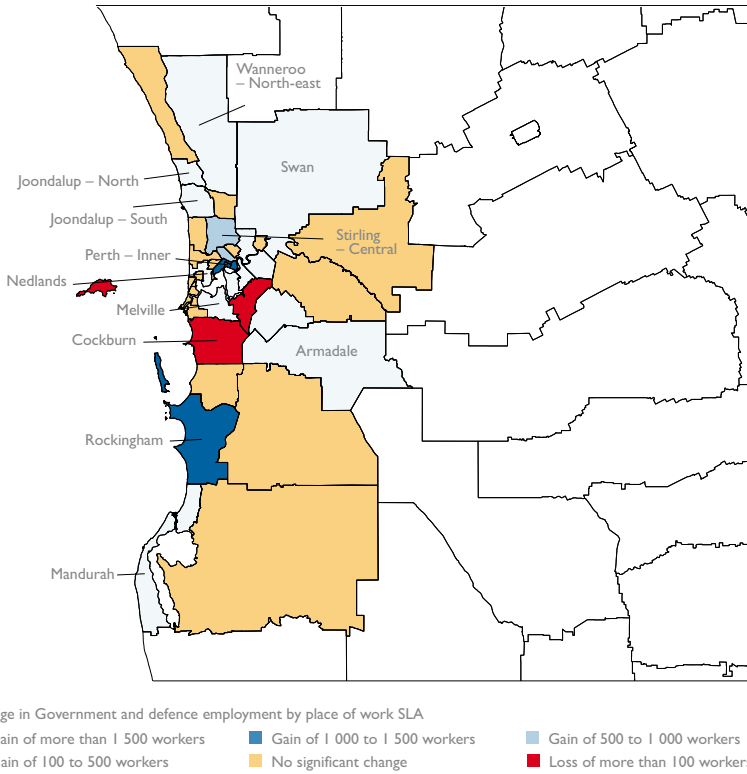 Wanneroo
– North-east
Swan
Joondalup – North
Joondalup – South
Stirling
– Central
Perth – Inner
Nedlands
Melville
Cockburn
Armadale
Rockingham
Mandurah
ge in Government and defence employment by place of work SLA
ain of more than 1 500 workers
Gain of 1 000 to 1 500 workers
Gain of 500 to 1 000 workers
ain of 100 to 500 workers
No significant change
Loss of more than 100 workers